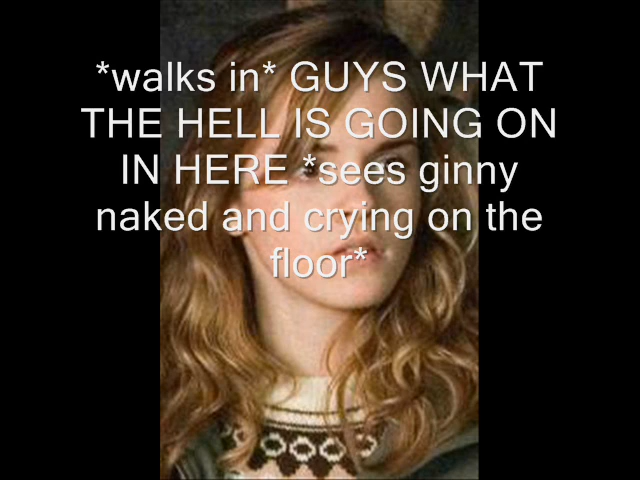 *walks in* GUYS WHAT
THE HELL IS GOING ON
IN HERE *sees ginny
naked and crying on the
floor*